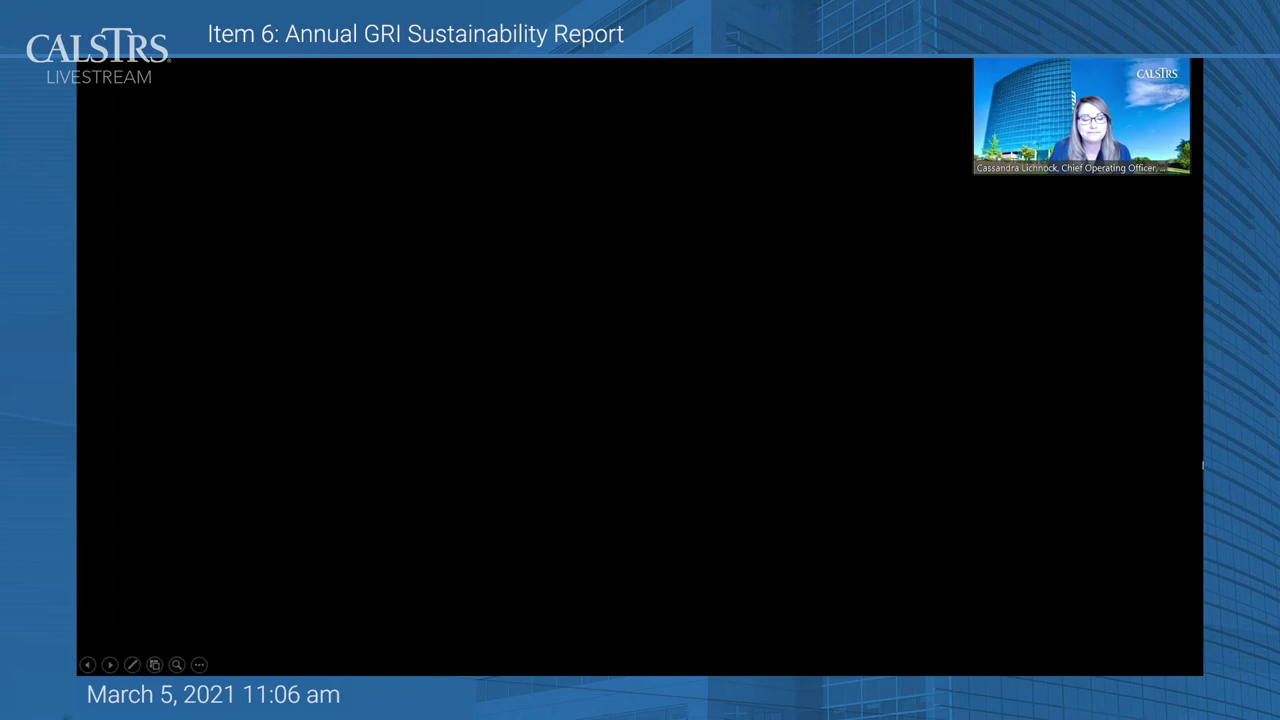 Item 6: Annual GRI Sustainability Report
CALSTRS®
LIVESTREAM
CALSTRS
Cassandra Lichnock, Chief Operating Officer, ...
March 5, 2021 11:06 am